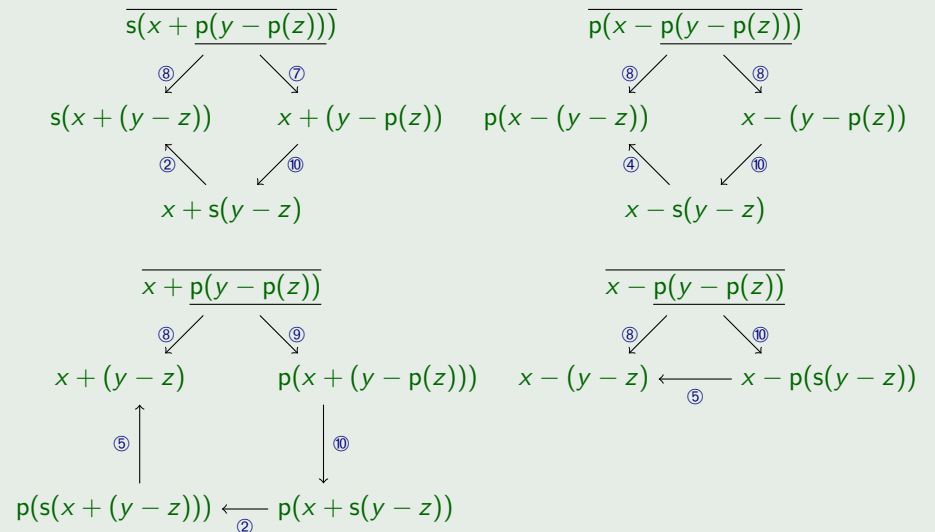 s(x + p(y − p(z))) p(x − p(y − p(z)))
⑧ ⑦ ⑧ ⑧
s(x + (y − z)) x + (y − p(z)) p(x − (y − z)) x − (y − p(z))
② ⑩ ④ ⑩
x + s(y − z) x − s(y − z)
x + p(y − p(z)) x − p(y − p(z))
⑧ ⑨ ⑧ ⑩
x + (y − z) p(x + (y − p(z))) x − (y − z) x − p(s(y − z))
⑤
⑤ ⑩
p(s(x + (y − z))) p(x + s(y − z))
②